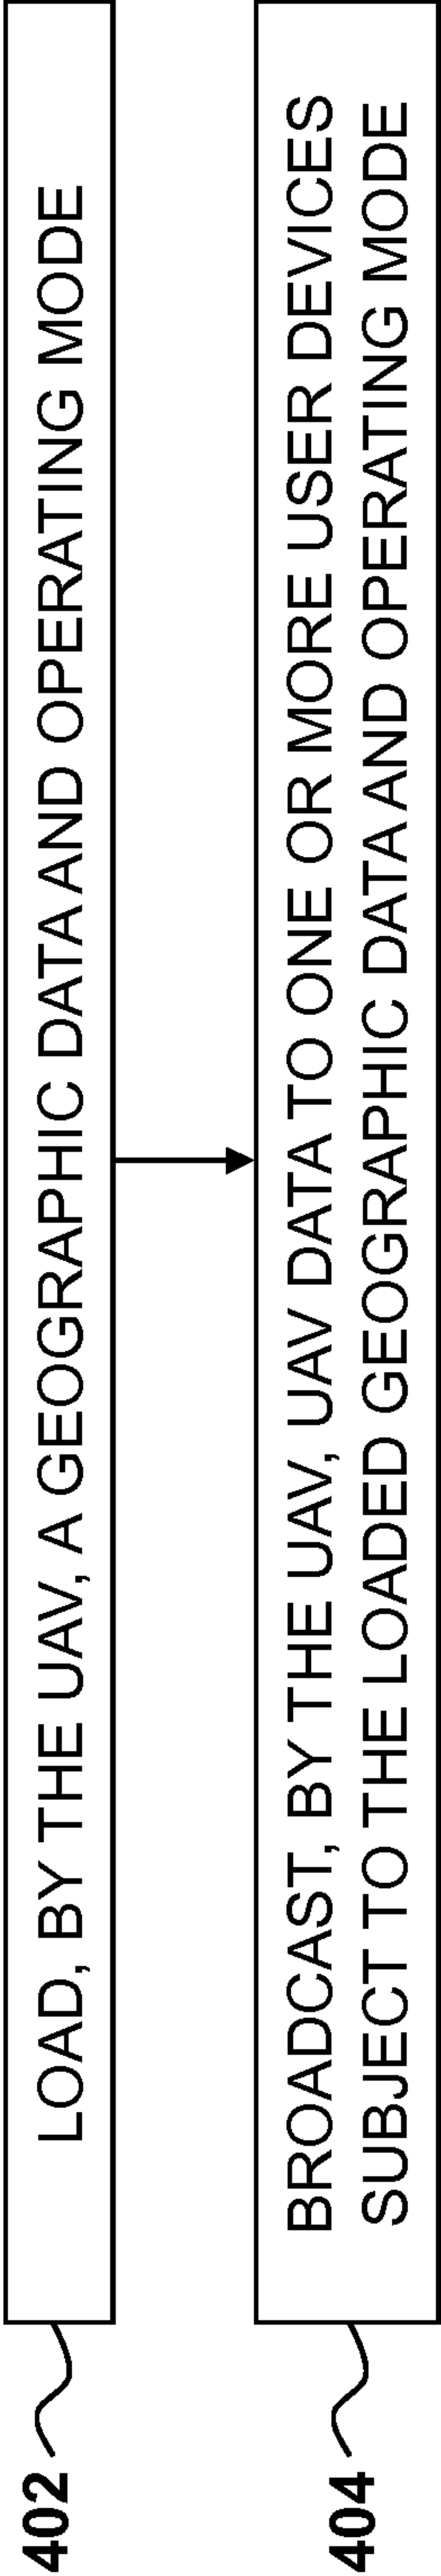 402
LOAD, BY THE UAV, A GEOGRAPHIC DATA AND OPERATING MODE
404
BROADCAST, BY THE UAV, UAV DATA TO ONE OR MORE USER DEVICES
SUBJECT TO THE LOADED GEOGRAPHIC DATA AND OPERATING MODE